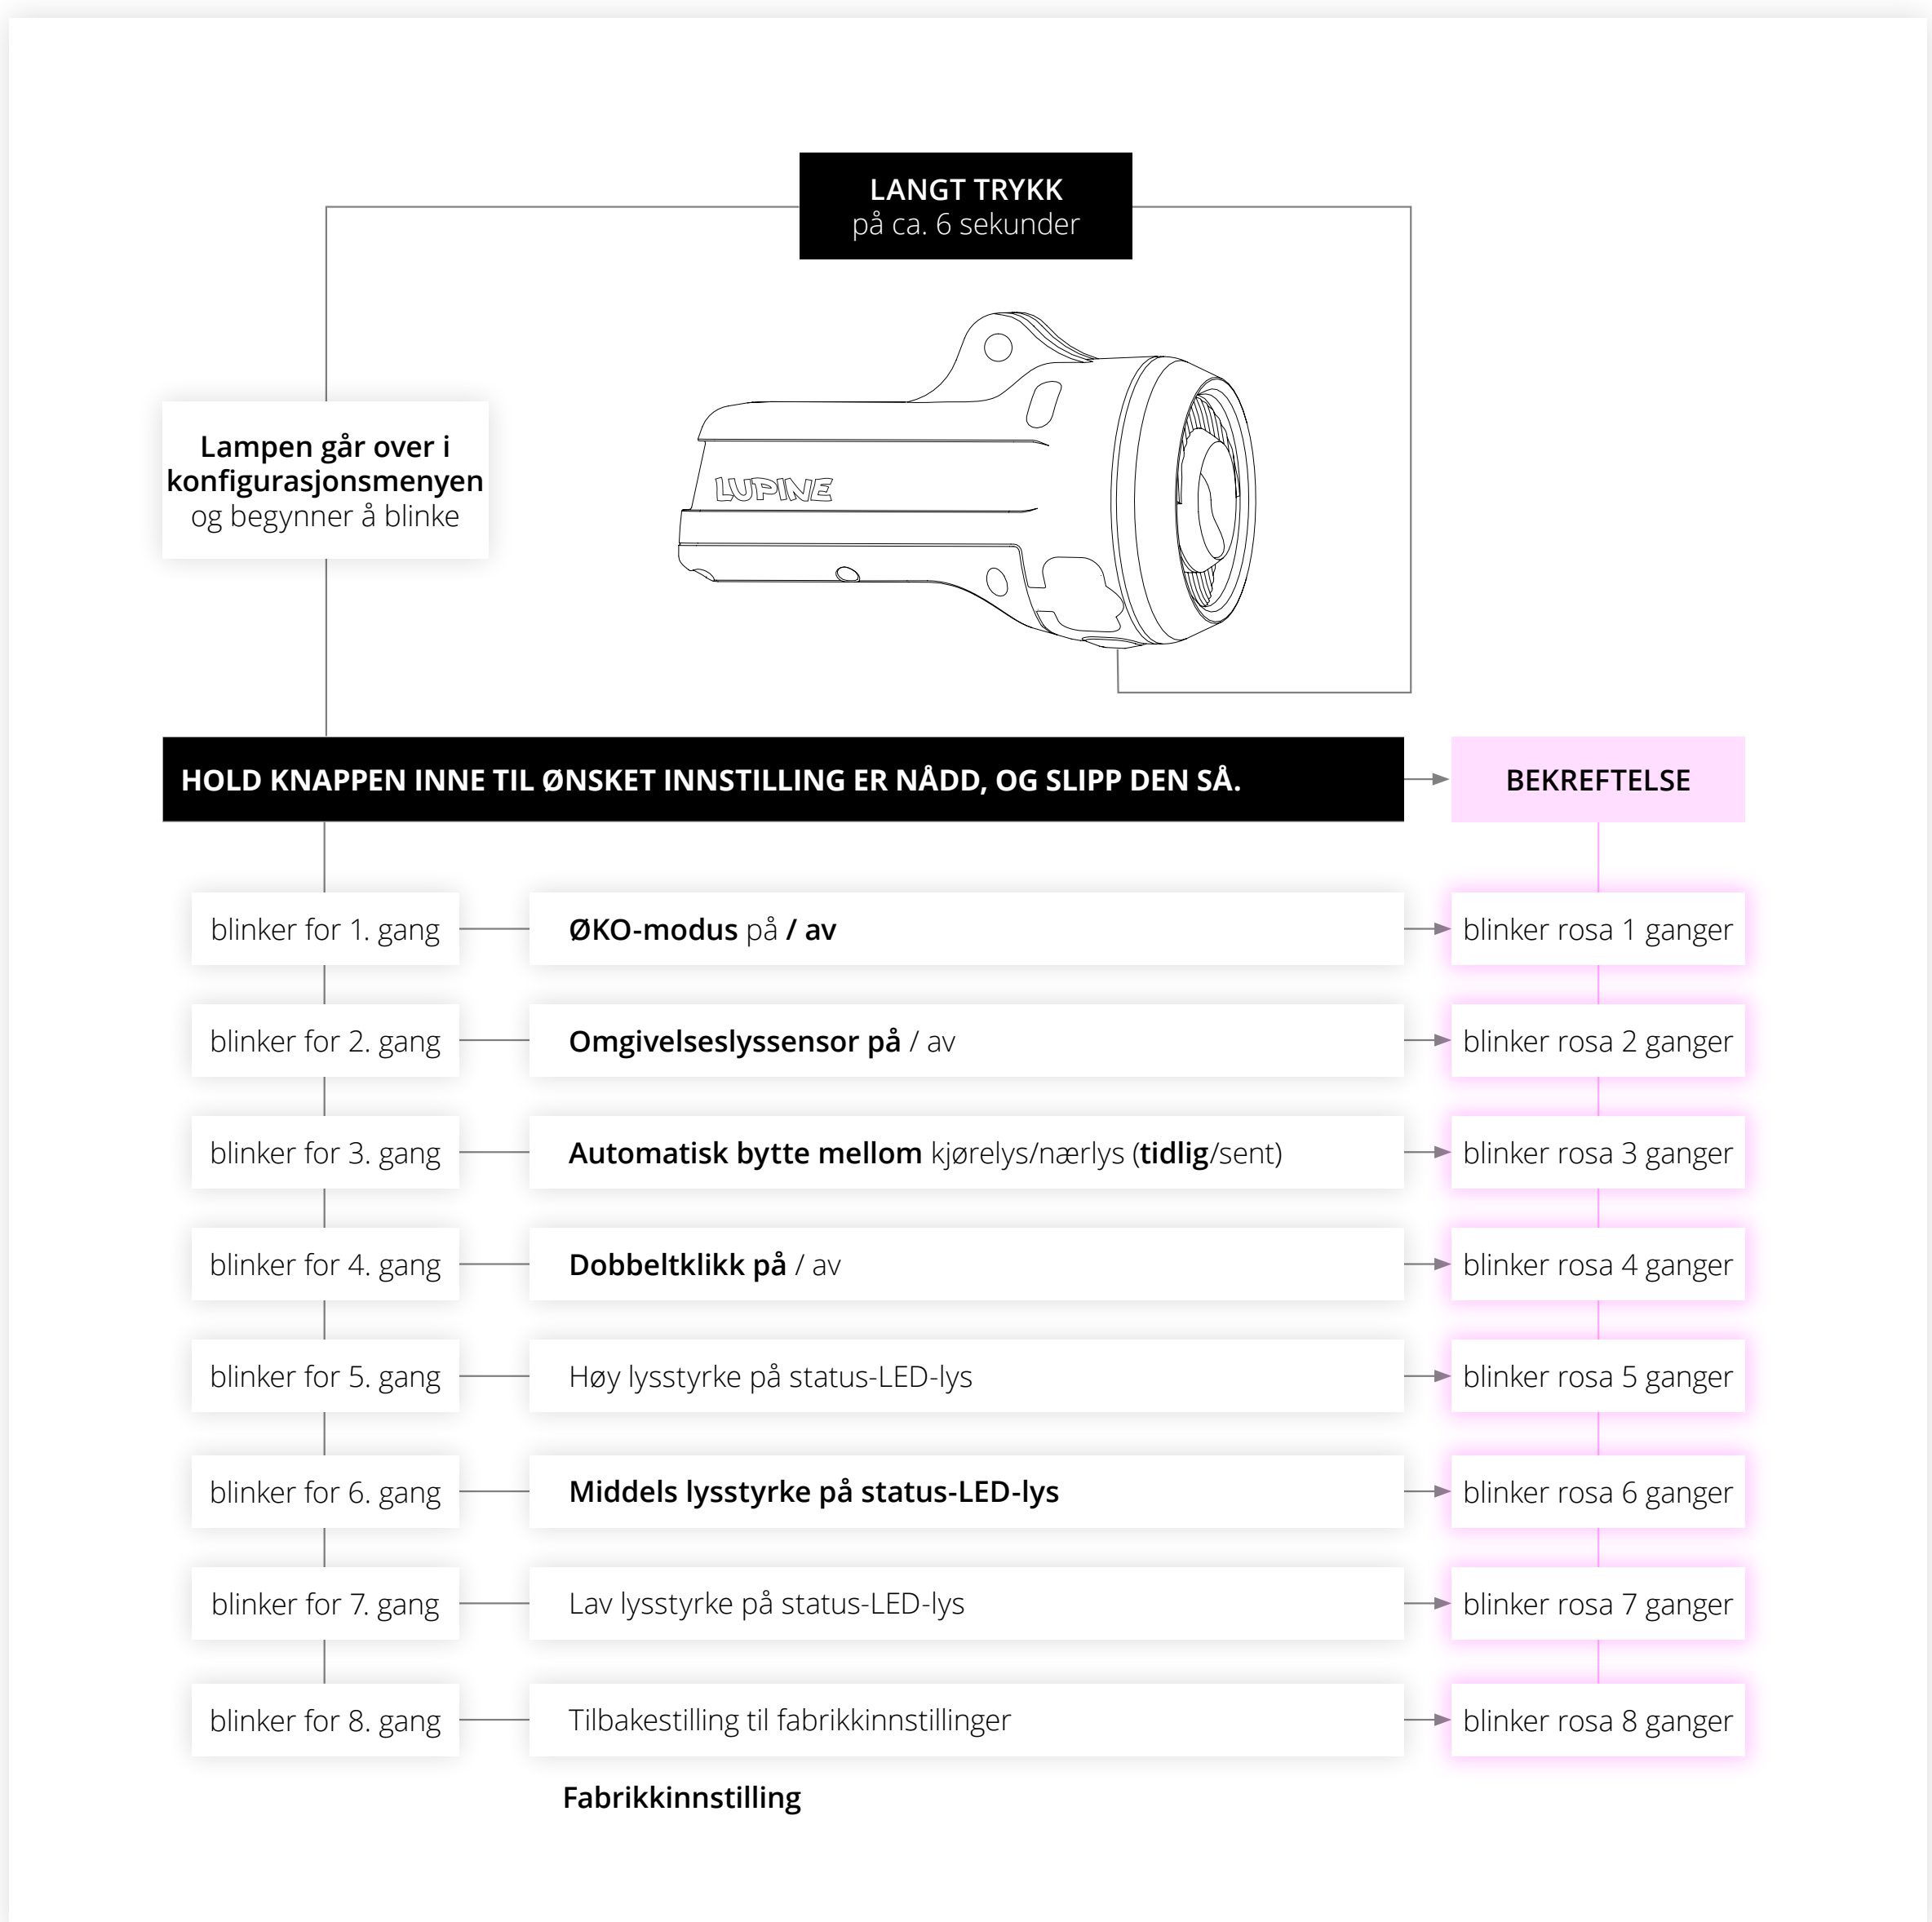 LANGT TRYKK
på ca. 6 sekunder
Lampen går over i
konfigurasjonsmenyen
og begynner å blinke
LUPINE
HOLD KNAPPEN INNE TIL ØNSKET INNSTILLING ER NÅDD, OG SLIPP DEN SÅ.
BEKREFTELSE
blinker for 1. gang
ØKO-modus på / av
blinker rosa 1 ganger
blinker for 2. gang
Omgivelseslyssensor på / av
blinker rosa 2 ganger
blinker for 3. gang
Automatisk bytte mellom kjørelys/nærlys (tidlig/sent)
blinker rosa 3 ganger
blinker for 4. gang
Dobbeltklikk på / av
blinker rosa 4 ganger
blinker for 5. gang
Høy lysstyrke på status-LED-lys
blinker rosa 5 ganger
blinker for 6. gang
Middels lysstyrke på status-LED-lys
blinker rosa 6 ganger
blinker for 7. gang
Lav lysstyrke på status-LED-lys
blinker rosa 7 ganger
blinker for 8. gang
Tilbakestilling til fabrikkinnstillinger
blinker rosa 8 ganger
Fabrikkinnstilling